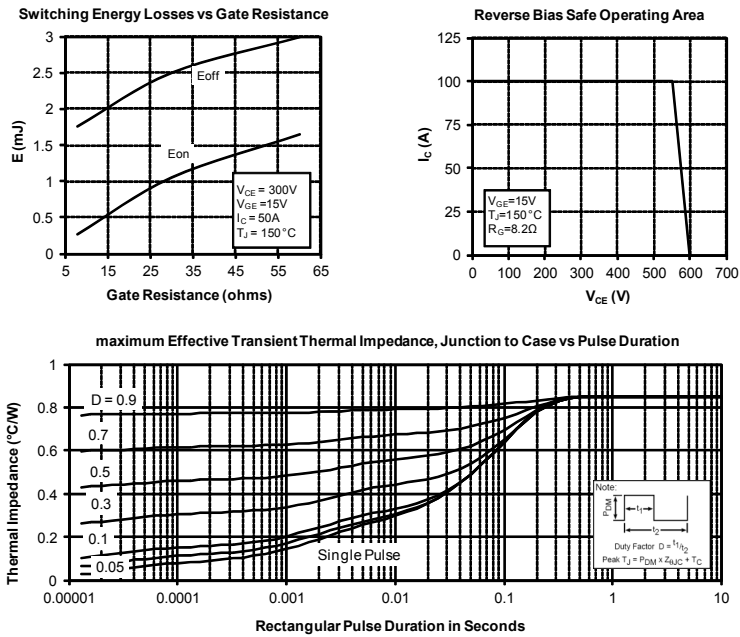 Switching Energy Losses vs Gate Resistance
3
2.5
2
1.5
1
0.5
0
E (mJ)
Eoff
Eon
VCE = 300V
VGE =15V
IC = 50A
TJ = 150°C
5 15 25 35 45 55 65
Gate Resistance (ohms)
Reverse Bias Safe Operating Area
125
100
75
50
25
0
IC (A)
VGE=15V
TJ=150°C
RG=8.2Ω
0 100 200 300 400 500 600 700
VCE (V)
maximum Effective Transient Thermal Impedance, Junction to Case vs Pulse Duration
1
0.8
0.6
0.4
0.2
0
Thermal Impedance (°C/W)
D = 0.9
0.7
0.5
0.3
0.1
0.05
Single Pulse
Note:
PDM
t1
t2
Duty Factor D = t1/t2
Peak TJ = PDM x ZθJC + TC
0.00001 0.0001 0.001 0.01 0.1 1 10
Rectangular Pulse Duration in Seconds